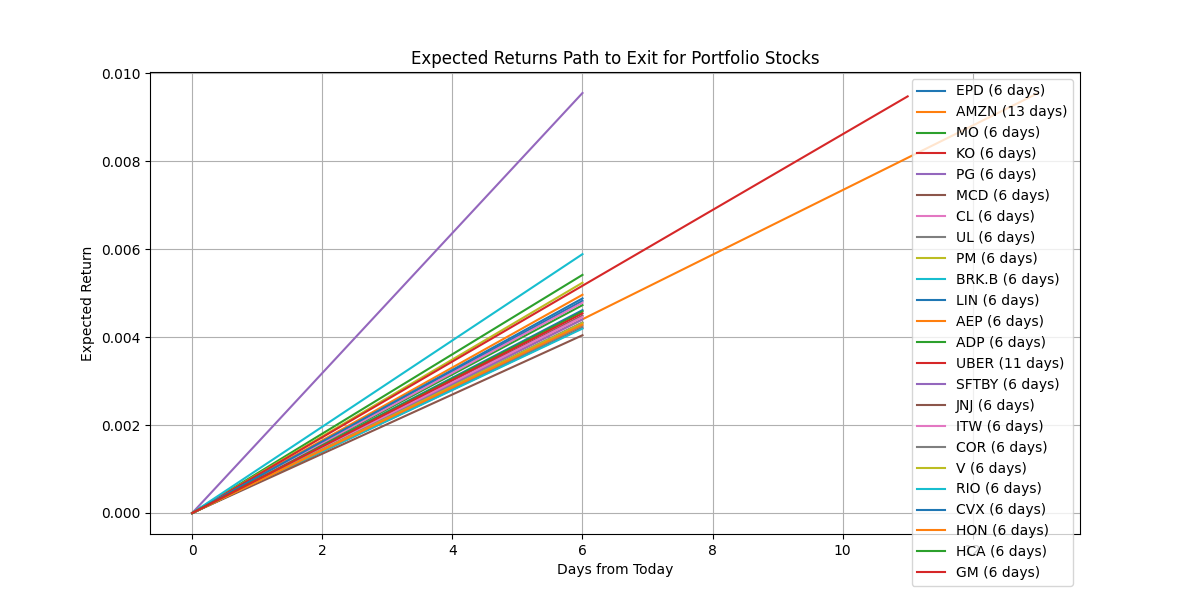 Expected Returns Path to Exit for Portfolio Stocks
Expected Return
0.010
0.008
0.006
0.004
0.002
0.000
0
2
4
6
8
10
Days from Today
EPD (6 days)
AMZN (13 days)
MO (6 days)
KO (6 days)
PG (6 days)
MCD (6 days)
CL (6 days)
UL (6 days)
PM (6 days)
BRK.B (6 days)
LIN (6 days)
AEP (6 days)
ADP (6 days)
UBER (11 days)
SFTBY (6 days)
JNJ (6 days)
ITW (6 days)
COR (6 days)
V (6 days)
RIO (6 days)
CVX (6 days)
HON (6 days)
HCA (6 days)
GM (6 days)